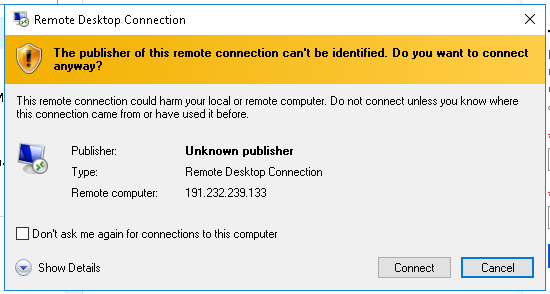 Remote Desktop Connection
The publisher of this remote connection can't be identified. Do you want to connect
anyway?
This remote connection could harm your local or remote computer. Do not connect unless you know where
this connection came from or have used it before.
Publisher: Unknown publisher
Type: Remote Desktop Connection
Remote computer: 191.232.239.133
Don't ask me again for connections to this computer
Show Details
Connect
Cancel